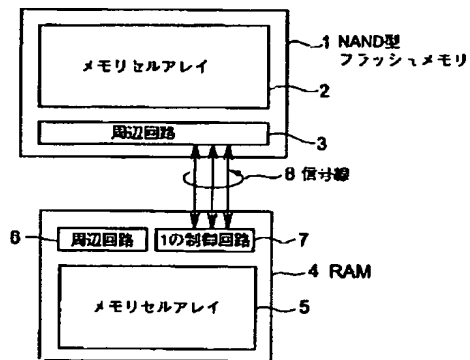 1 NAND型
フラッシュメモリ
メモリセルアレイ
2
周辺回路
3
8 信号線
6
周辺回路
1の制御回路
7
4 RAM
メモリセルアレイ
5